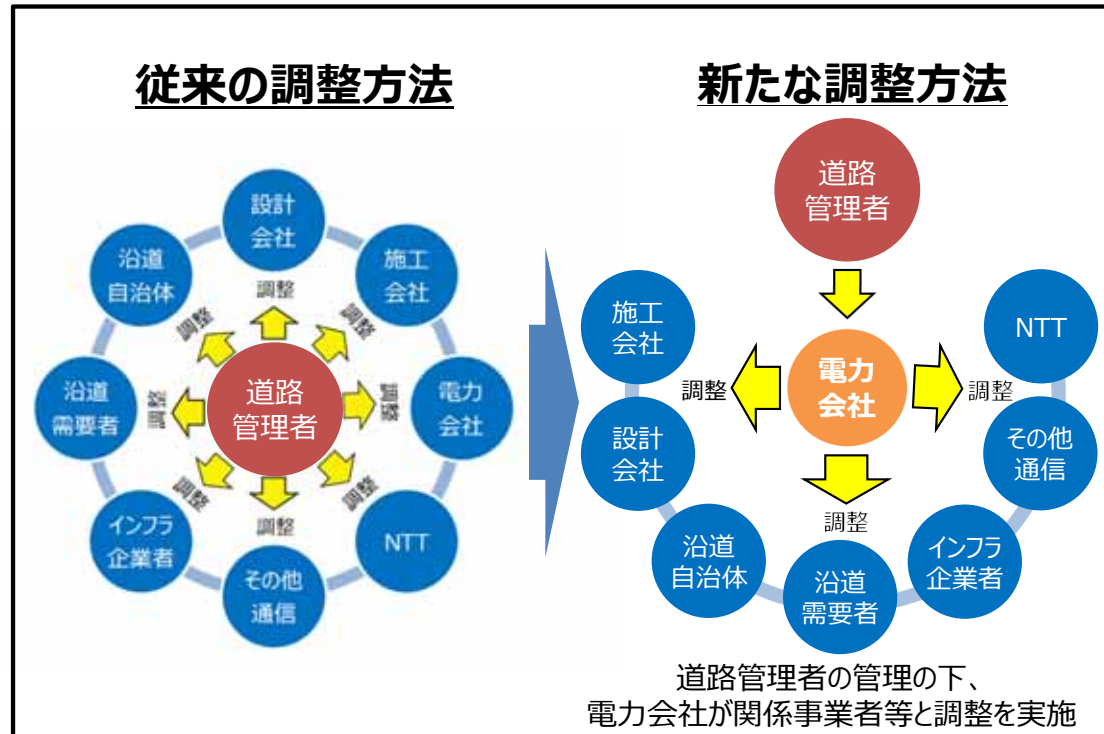 従来の調整方法
設計
会社
施工
会社
電力
会社
NTT
その他
通信
インフラ
企業者
沿道
需要者
沿道
自治体
調整
調整
調整
調整
調整
調整
調整
調整
道路
管理者
新たな調整方法
道路
管理者
電力
会社
調整
調整
調整
施工
会社
設計
会社
沿道
自治体
沿道
需要者
インフラ
企業者
その他
通信
NTT
道路管理者の管理の下、
電力会社が関係事業者等と調整を実施